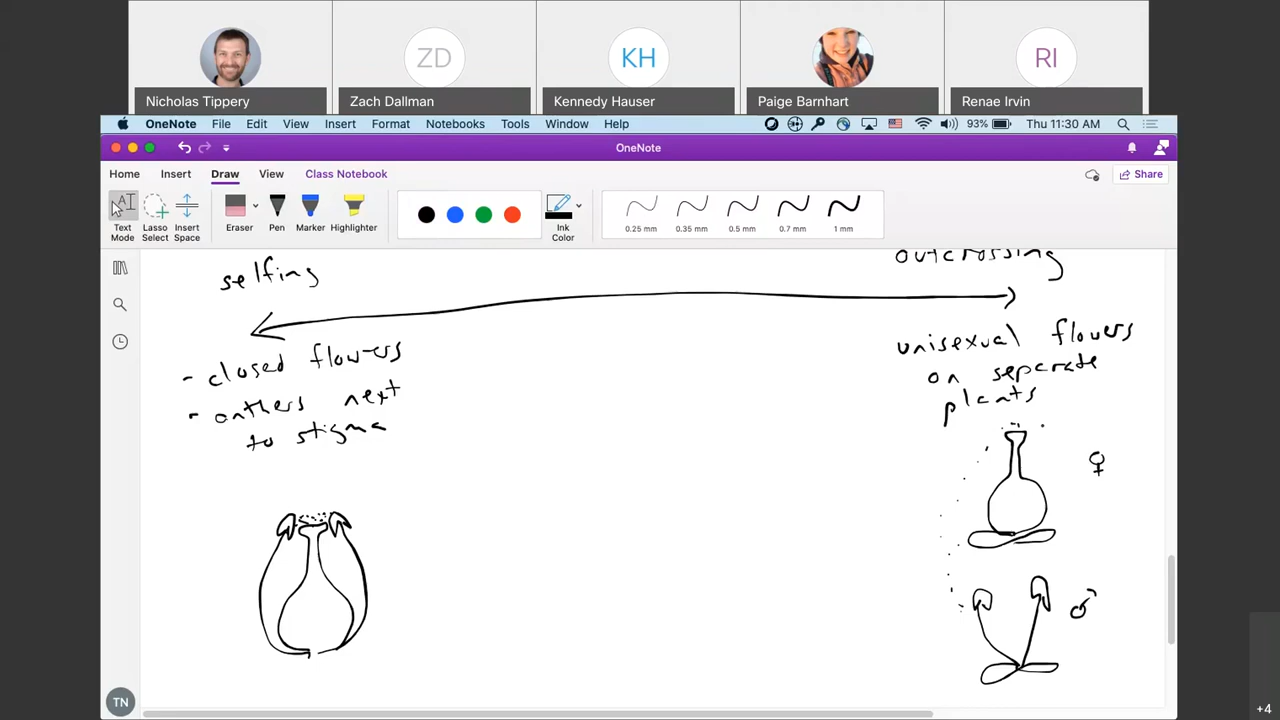 ZD
KH
RI
Nicholas Tippery
Zach Dallman
Kennedy Hauser
Paige Barnhart
Renae Irvin
OneNote File Edit View Insert Format Notebooks Tools Window Help 93% Thu 11:30 AM
OneNote
Home Insert Draw View Class Notebook Share
Text Mode
Lasso Select
Insert Space
Eraser
Pen
Marker
Highlighter
Ink Color
0.25 mm 0.35 mm 0.5 mm 0.7 mm 1 mm
selfing
outcrossing
- closed flowers
- anthers next
to stigma
unisexual flowers
on separate
plants
♀
♂
TN
+4